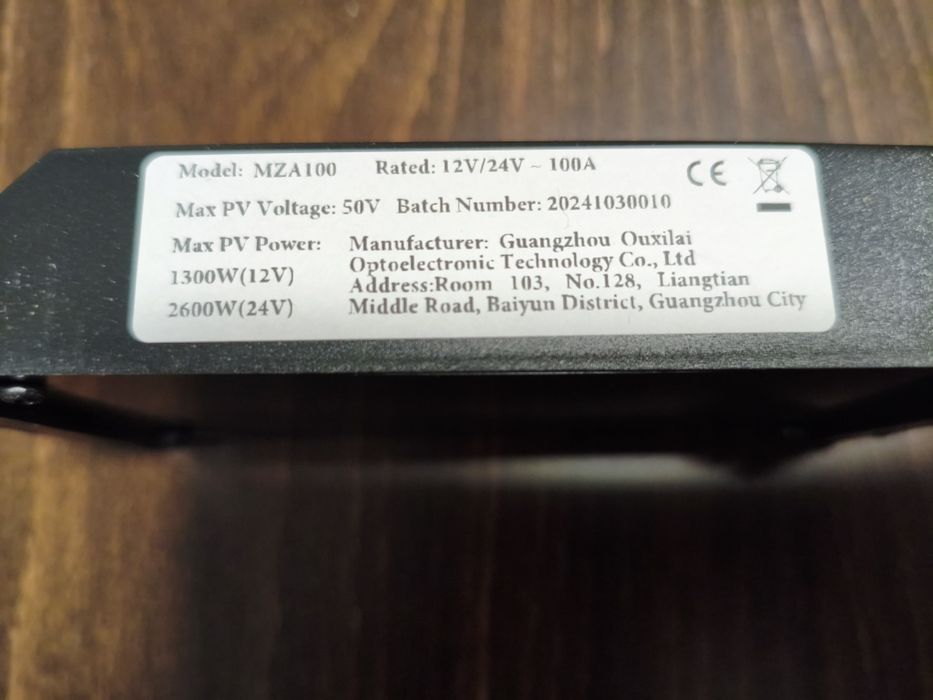 Model: MZA100 Rated: 12V/24V ~ 100A
CE
Max PV Voltage: 50V Batch Number: 20241030010
Max PV Power:
1300W(12V)
2600W(24V)
Manufacturer: Guangzhou Ouxilai
Optoelectronic Technology Co., Ltd
Address:Room 103, No.128, Liangtian
Middle Road, Baiyun District, Guangzhou City